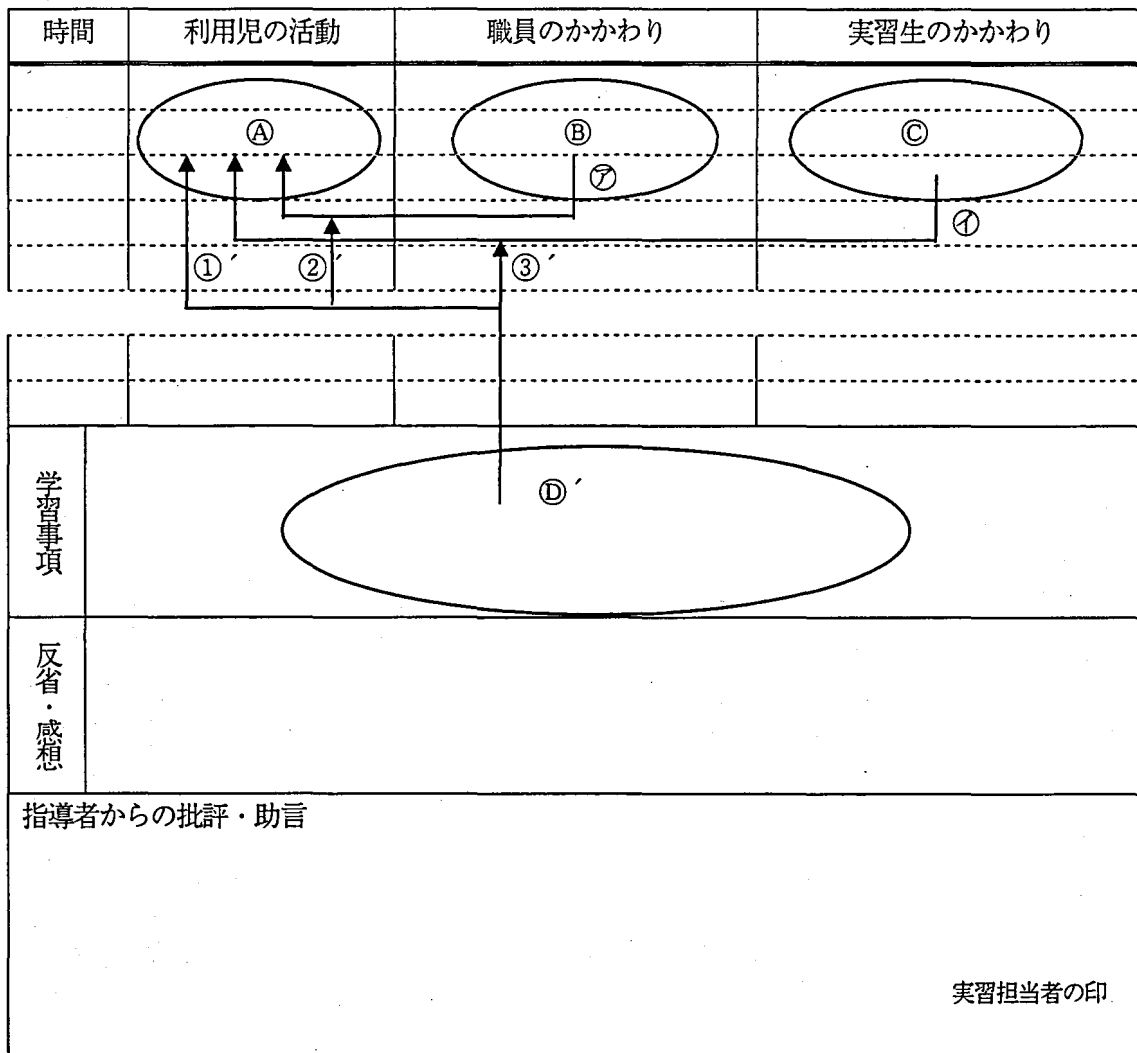 時間 利用児の活動 職員のかかわり 実習生のかかわり
Ⓐ Ⓑ Ⓒ
㋐
㋑
①´ ②´ ③´
Ⓓ´
学習事項
反省・感想
指導者からの批評・助言
実習担当者の印